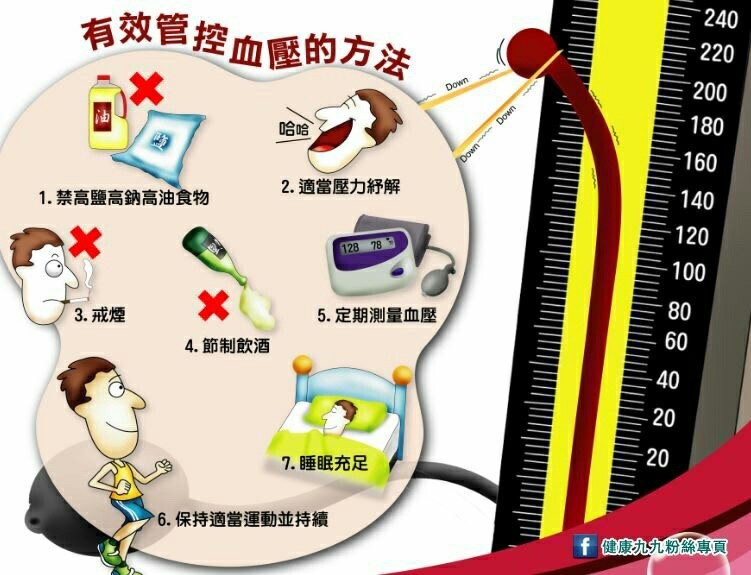 有效管控血壓的方法
油
鹽
1. 禁高鹽高鈉高油食物
哈哈
2. 適當壓力紓解
3. 戒煙
4. 節制飲酒
128 78
5. 定期測量血壓
6. 保持適當運動並持續
7. 睡眠充足
Down
Down
Down
240
220
200
180
160
140
120
100
80
60
40
20
20
f 健康九九粉絲專頁